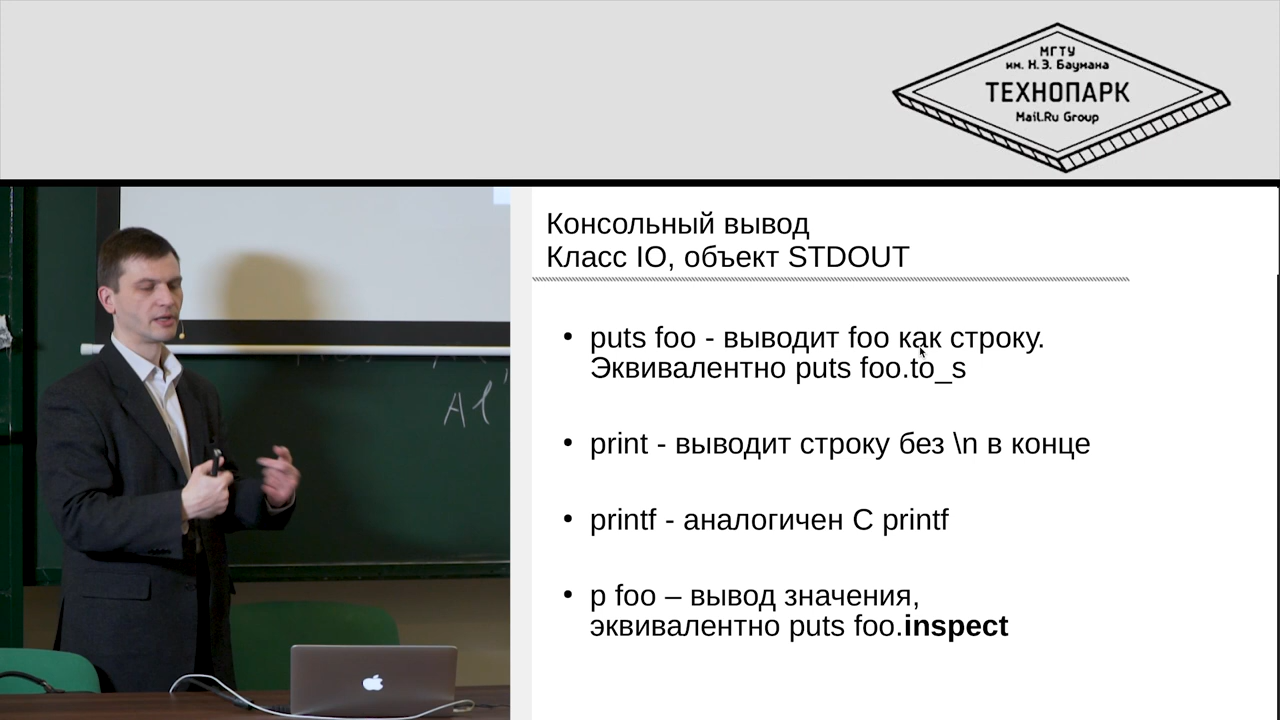 МГТУ
им. Н.Э. Баумана
ТЕХНОПАРК
Mail.Ru Group
Консольный вывод
Класс IO, объект STDOUT
• puts foo - выводит foo как строку.
Эквивалентно puts foo.to_s
• print - выводит строку без \n в конце
• printf - аналогичен C printf
• p foo – вывод значения,
эквивалентно puts foo.inspect